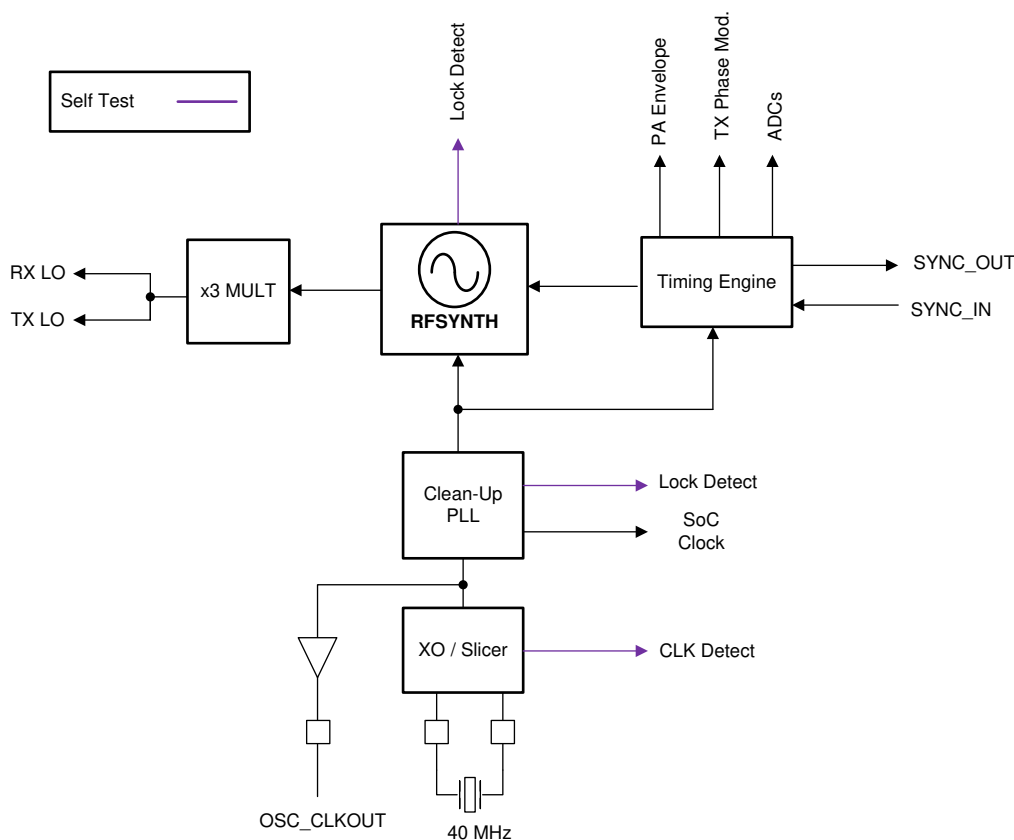 Self Test
Lock Detect
PA Envelope
TX Phase Mod.
ADCs
RX LO
TX LO
x3 MULT
RFSYNTH
Timing Engine
SYNC_OUT
SYNC_IN
Clean-Up
PLL
Lock Detect
SoC
Clock
XO / Slicer
CLK Detect
OSC_CLKOUT
40 MHz